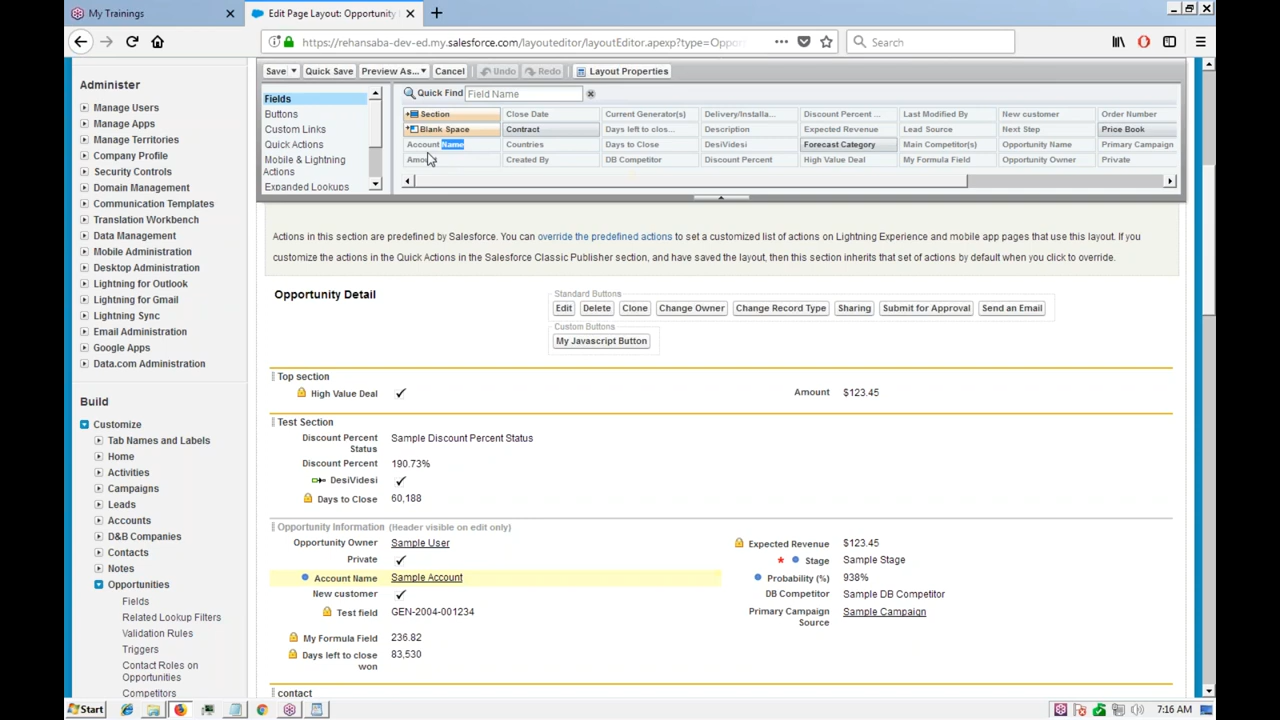 My Trainings
Edit Page Layout: Opportunity
https://rehansaba-dev-ed.my.salesforce.com/layouteditor/layoutEditor.apexp?type=Oppor
Search
Administer
Manage Users
Manage Apps
Manage Territories
Company Profile
Security Controls
Domain Management
Communication Templates
Translation Workbench
Data Management
Mobile Administration
Desktop Administration
Lightning for Outlook
Lightning for Gmail
Lightning Sync
Email Administration
Google Apps
Data.com Administration
Build
Customize
Tab Names and Labels
Home
Activities
Campaigns
Leads
Accounts
D&B Companies
Contacts
Notes
Opportunities
Fields
Related Lookup Filters
Validation Rules
Triggers
Contact Roles on
Opportunities
Competitors
Save Quick Save Preview As... Cancel Undo Redo Layout Properties
Fields
Buttons
Custom Links
Quick Actions
Mobile & Lightning
Actions
Expanded Lookups
Quick Find Field Name
Section Close Date Current Generator(s) Delivery/Installa... Discount Percent ... Last Modified By New customer Order Number
Blank Space Contract Days left to clos... Description Expected Revenue Lead Source Next Step Price Book
Account Name Countries Days to Close DesiVidesi Forecast Category Main Competitor(s) Opportunity Name Primary Campaign
Amount Created By DB Competitor Discount Percent High Value Deal My Formula Field Opportunity Owner Private
Actions in this section are predefined by Salesforce. You can override the predefined actions to set a customized list of actions on Lightning Experience and mobile app pages that use this layout. If you
customize the actions in the Quick Actions in the Salesforce Classic Publisher section, and have saved the layout, then this section inherits that set of actions by default when you click to override.
Opportunity Detail
Standard Buttons
Edit Delete Clone Change Owner Change Record Type Sharing Submit for Approval Send an Email
Custom Buttons
My Javascript Button
Top section
High Value Deal Amount $123.45
Test Section
Discount Percent
Status Sample Discount Percent Status
Discount Percent 190.73%
DesiVidesi
Days to Close 60,188
Opportunity Information (Header visible on edit only)
Opportunity Owner Sample User Expected Revenue $123.45
Private * Stage Sample Stage
Account Name Sample Account Probability (%) 938%
New customer DB Competitor Sample DB Competitor
Test field GEN-2004-001234 Primary Campaign
Source Sample Campaign
My Formula Field 236.82
Days left to close
won 83,530
contact
Start
7:16 AM